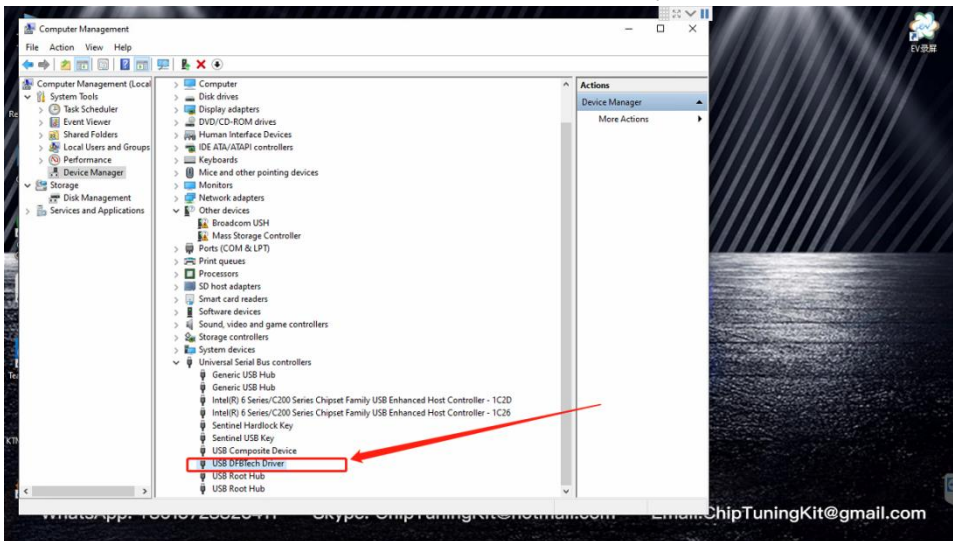 Computer Management
EV录屏
File Action View Help
Computer Management (Local
System Tools
Task Scheduler
Event Viewer
Shared Folders
Local Users and Groups
Performance
Device Manager
Storage
Disk Management
Services and Applications
Computer
Disk drives
Display adapters
DVD/CD-ROM drives
Human Interface Devices
IDE ATA/ATAPI controllers
Keyboards
Mice and other pointing devices
Monitors
Network adapters
Other devices
Broadcom USH
Mass Storage Controller
Ports (COM & LPT)
Print queues
Processors
SD host adapters
Smart card readers
Software devices
Sound, video and game controllers
Storage controllers
System devices
Universal Serial Bus controllers
Generic USB Hub
Generic USB Hub
Intel(R) 6 Series/C200 Series Chipset Family USB Enhanced Host Controller - 1C2D
Intel(R) 6 Series/C200 Series Chipset Family USB Enhanced Host Controller - 1C26
Sentinel Hardlock Key
Sentinel USB Key
USB Composite Device
USB DFBTech Driver
USB Root Hub
USB Root Hub
Actions
Device Manager
More Actions
ChipTuningKit@gmail.com